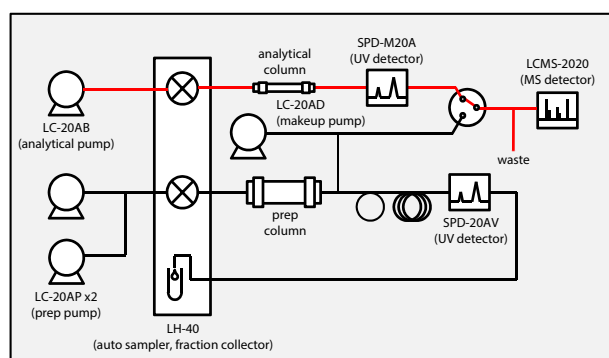 SPD-M20A
(UV detector)
analytical
column
LCMS-2020
(MS detector)
LC-20AD
(makeup pump)
LC-20AB
(analytical pump)
waste
prep
column
SPD-20AV
(UV detector)
LC-20AP x2
(prep pump)
LH-40
(auto sampler, fraction collector)